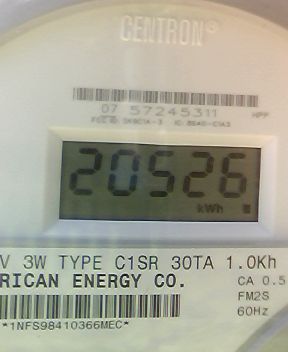 CENTRON®
07 57245311
20526
kWh
V 3W TYPE C1SR 30TA 1.0Kh
RICAN ENERGY CO. CA 0.5
FM2S
*1NFS98410366MEC* 60Hz